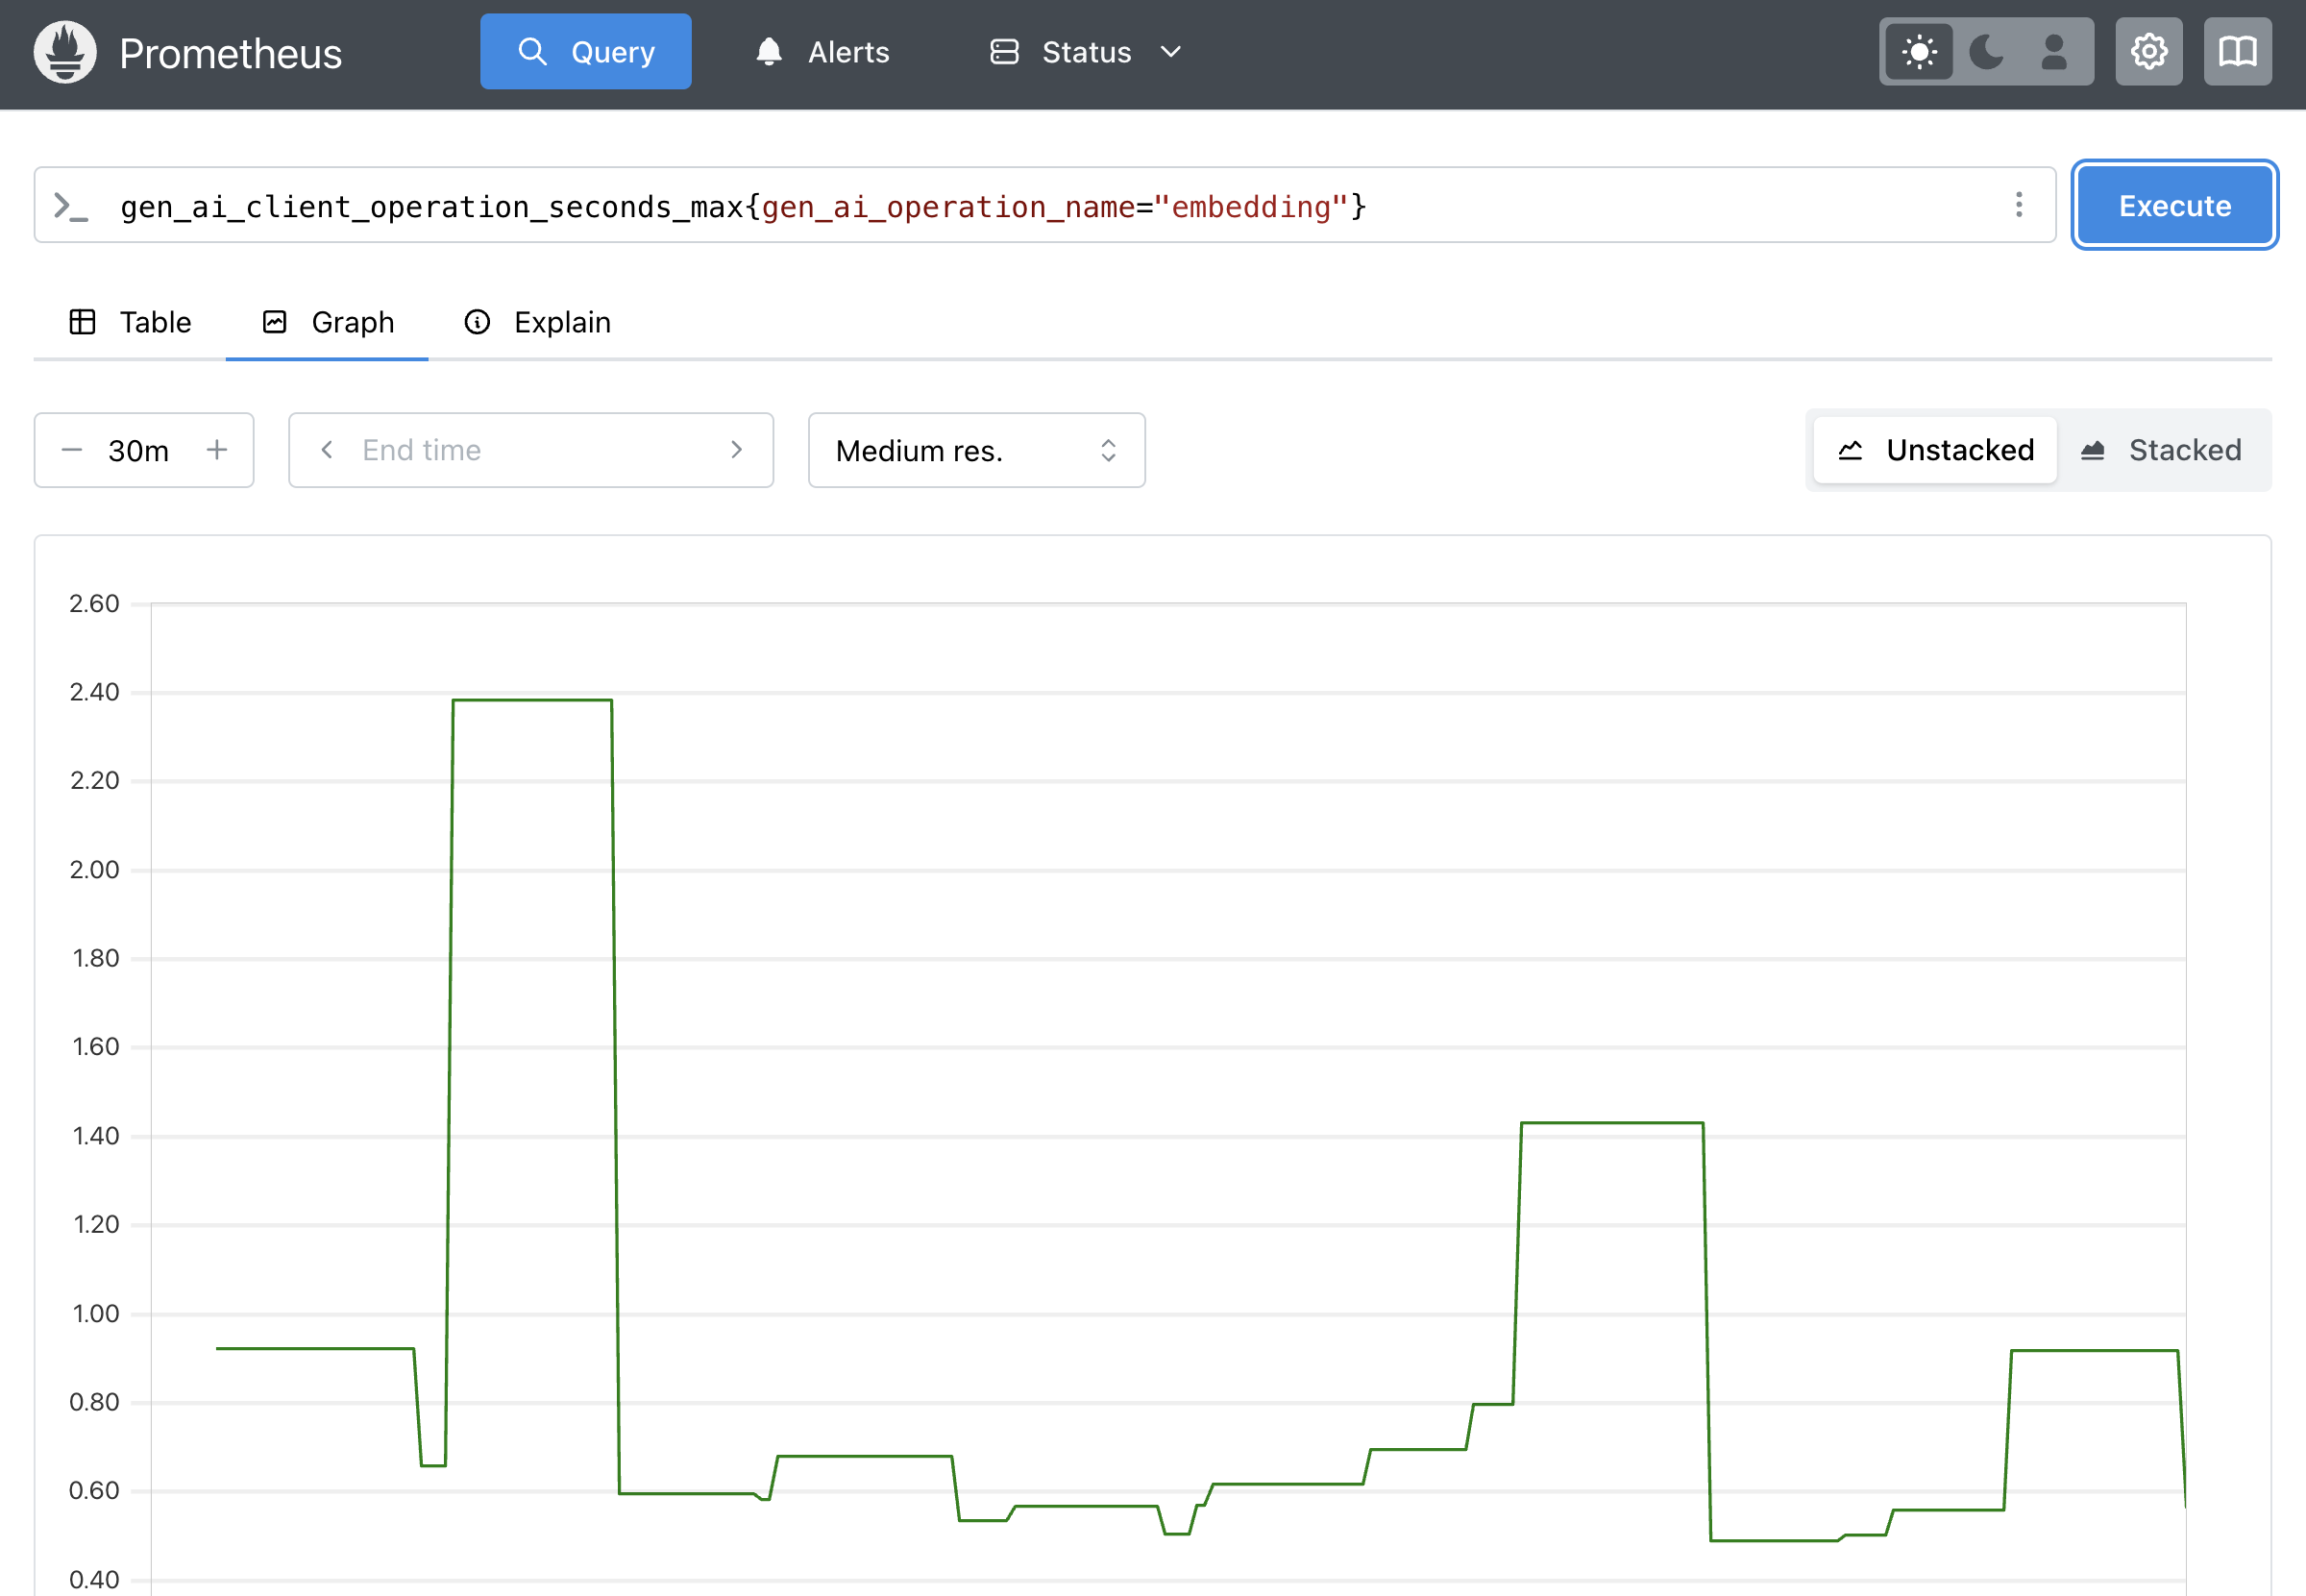 Prometheus
Query
Alerts
Status
gen_ai_client_operation_seconds_max{gen_ai_operation_name="embedding"}
Execute
Table
Graph
Explain
30m
End time
Medium res.
Unstacked
Stacked
2.60
2.40
2.20
2.00
1.80
1.60
1.40
1.20
1.00
0.80
0.60
0.40